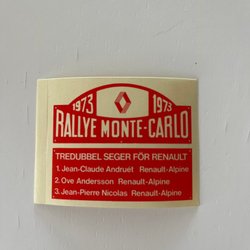 1973 1973
RALLYE MONTE-CARLO
TREDUBBEL SEGER FÖR RENAULT
1. Jean-Claude Andruét Renault-Alpine
2. Ove Andersson Renault-Alpine
3. Jean-Pierre Nicolas Renault-Alpine